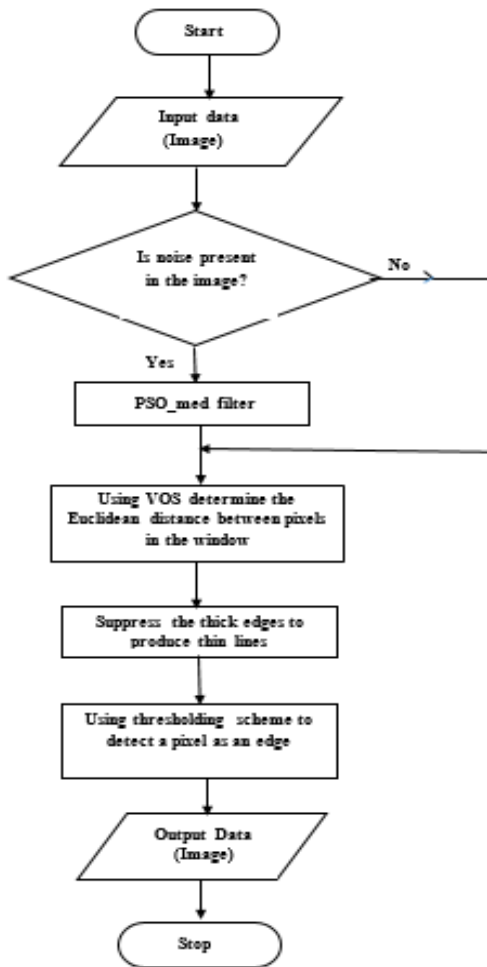 Start
Input data
(Image)
Is noise present
in the image?
No
Yes
PSO_med filter
Using VOS determine the
Euclidean distance between pixels
in the window
Suppress the thick edges to
produce thin lines
Using thresholding scheme to
detect a pixel as an edge
Output Data
(Image)
Stop